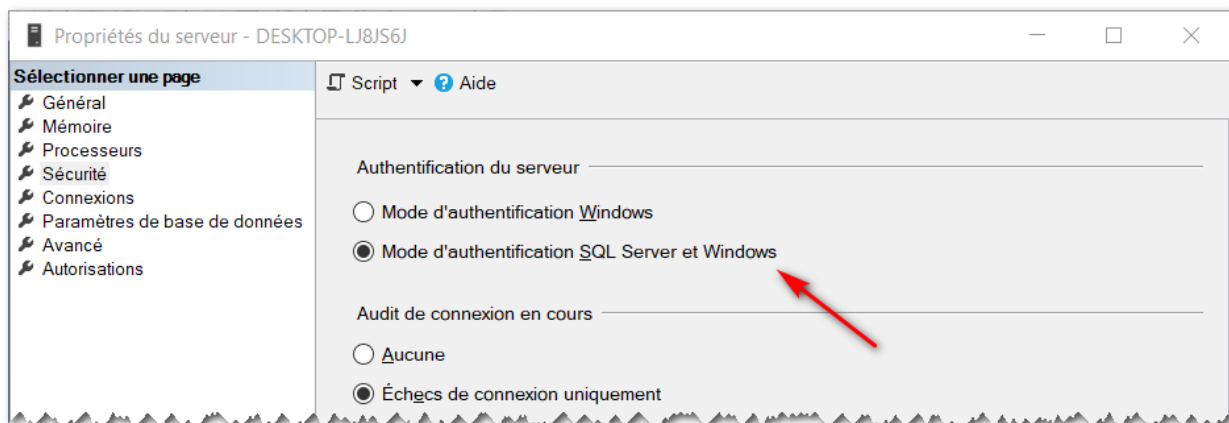 Propriétés du serveur - DESKTOP-LJ8JS6J
Sélectionner une page
Général
Mémoire
Processeurs
Sécurité
Connexions
Paramètres de base de données
Avancé
Autorisations
Script
Aide
Authentification du serveur
Mode d'authentification Windows
Mode d'authentification SQL Server et Windows
Audit de connexion en cours
Aucune
Échecs de connexion uniquement